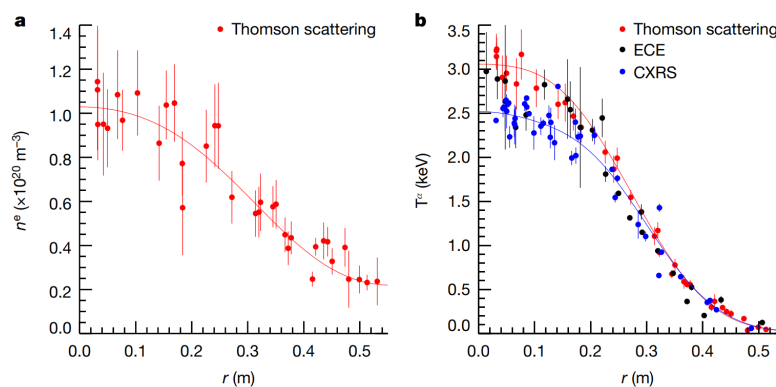 a
Thomson scattering
nᵉ (×10²⁰ m⁻³)
1.4
1.2
1.0
0.8
0.6
0.4
0.2
0.0
0.0 0.1 0.2 0.3 0.4 0.5
r (m)
b
Thomson scattering
ECE
CXRS
(keV)
3.5
3.0
2.5
2.0
1.5
1.0
0.5
0.0
0.0 0.1 0.2 0.3 0.4 0.5
r (m)